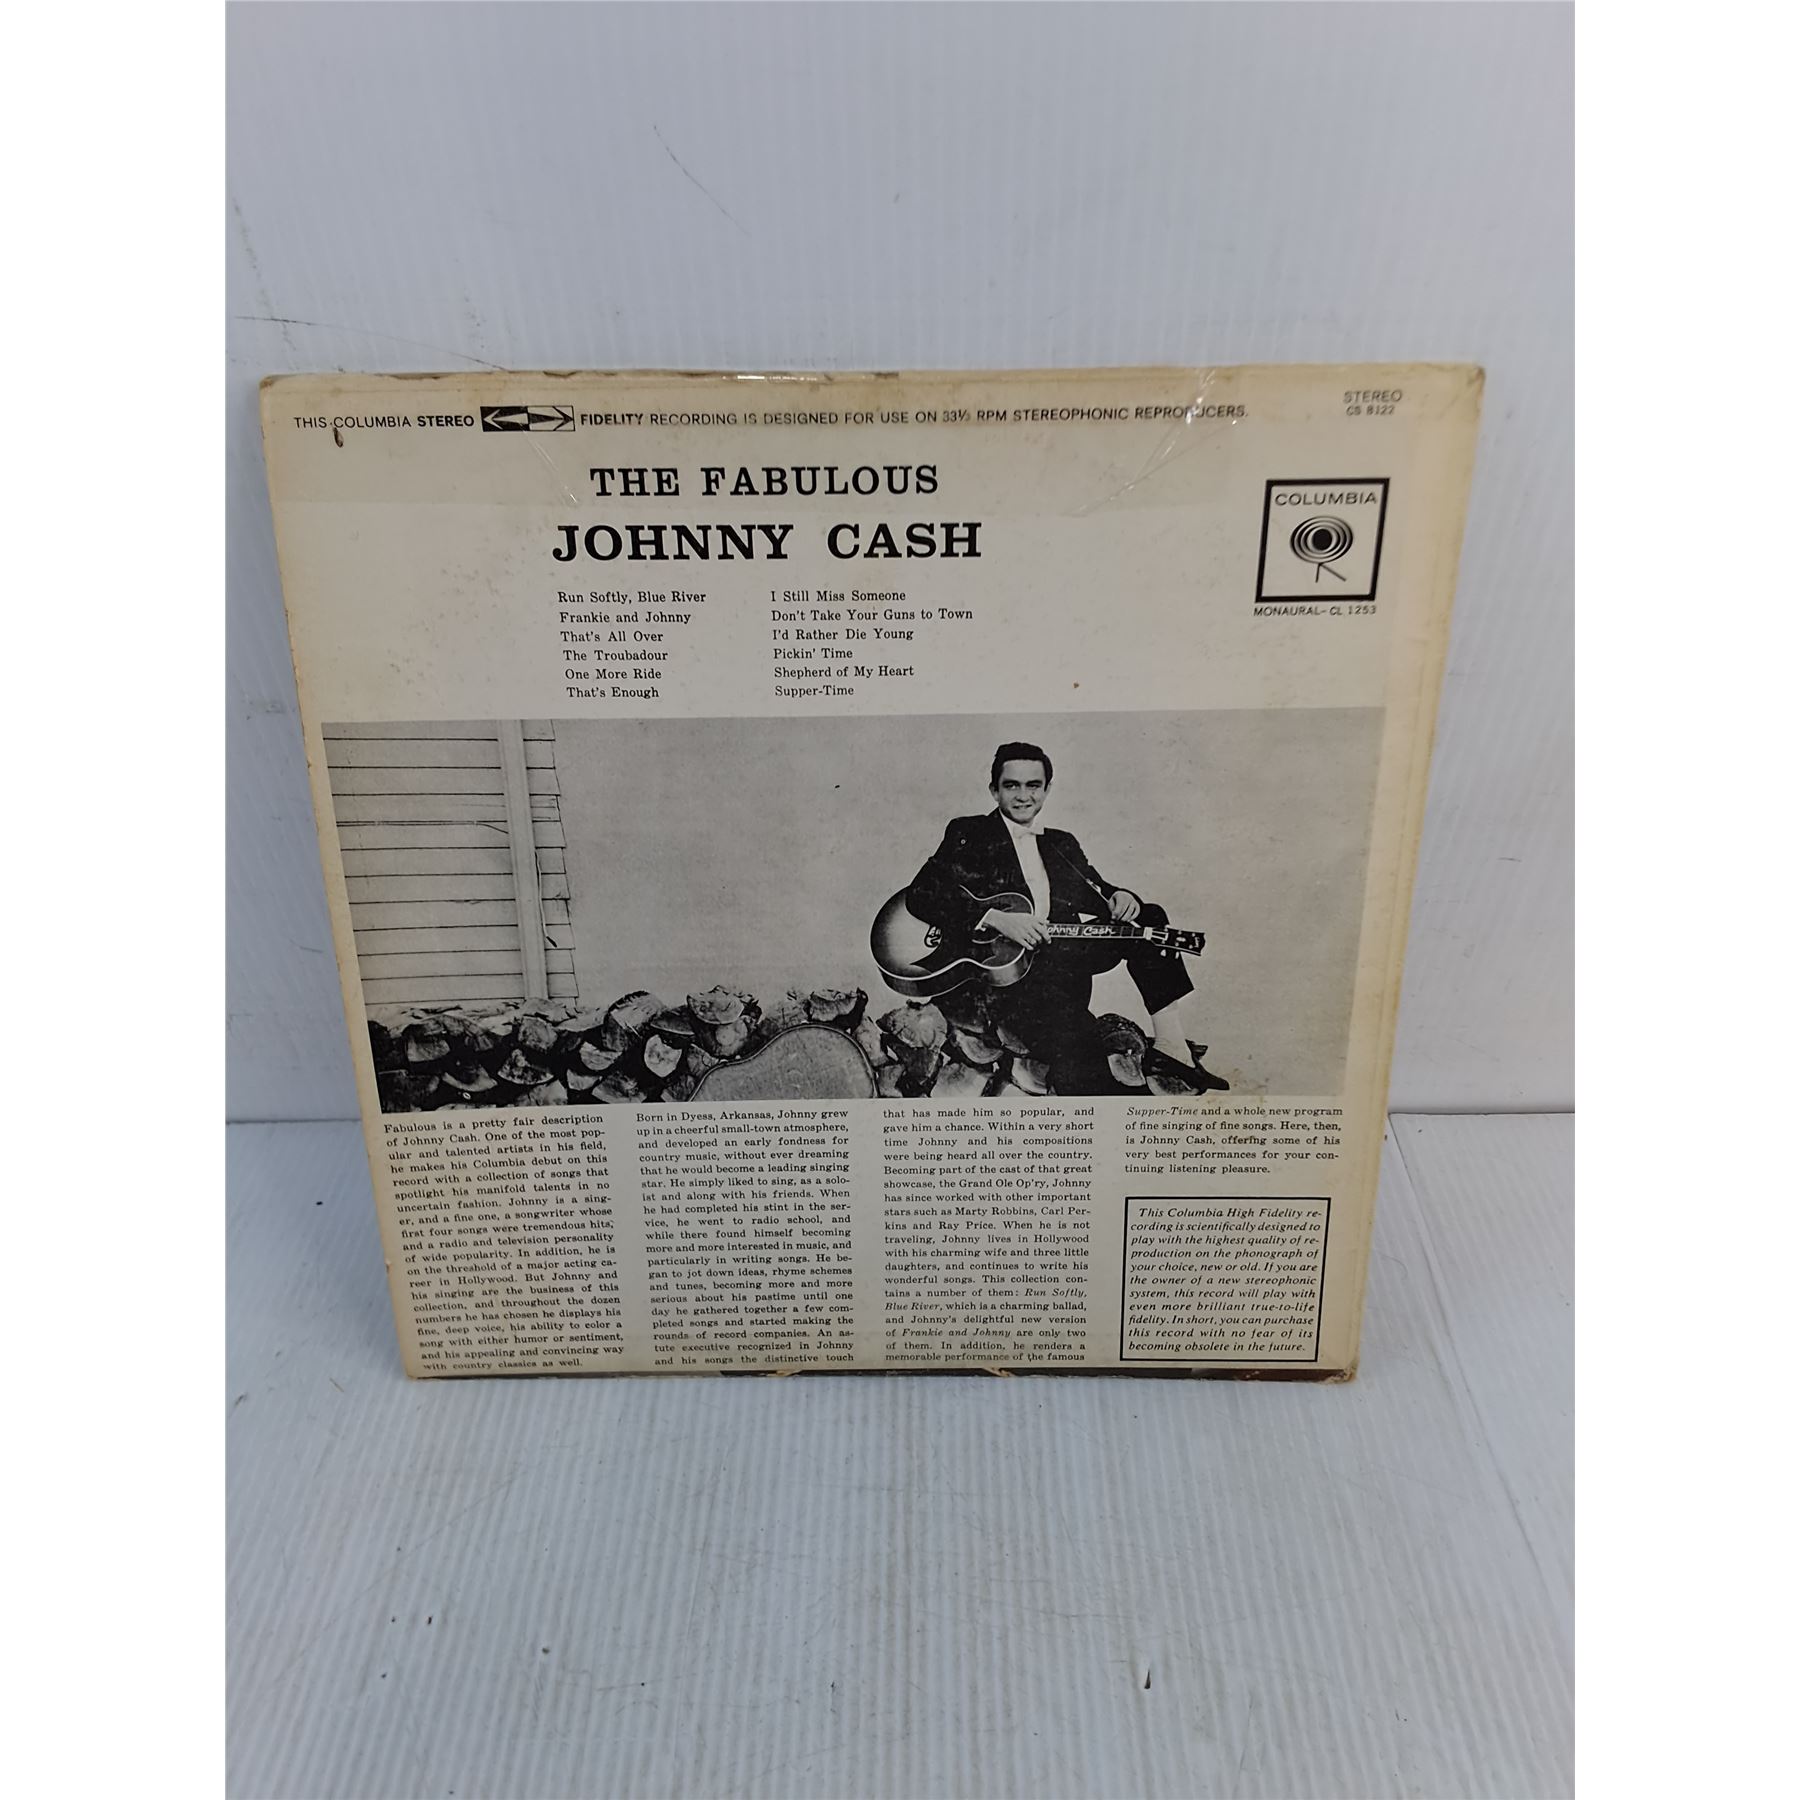 THIS COLUMBIA STEREO FIDELITY RECORDING IS DESIGNED FOR USE ON 33⅓ RPM STEREOPHONIC REPRODUCERS.
STEREO
CS 8122
THE FABULOUS
JOHNNY CASH
COLUMBIA
MONAURAL-CL 1253
Run Softly, Blue River
Frankie and Johnny
That's All Over
The Troubadour
One More Ride
That's Enough
I Still Miss Someone
Don't Take Your Guns to Town
I'd Rather Die Young
Pickin' Time
Shepherd of My Heart
Supper-Time
Johnny Cash
Fabulous is a pretty fair description
of Johnny Cash. One of the most pop-
ular and talented artists in his field,
he makes his Columbia debut on this
record with a collection of songs that
spotlight his manifold talents in no
uncertain fashion. Johnny is a sing-
er, and a fine one, a songwriter whose
first four songs were tremendous hits,
and a radio and television personality
of wide popularity. In addition, he is
on the threshold of a major acting ca-
reer in Hollywood. But Johnny and
his singing are the business of this
collection, and throughout the dozen
numbers he has chosen he displays his
fine, deep voice, his ability to color a
song with either humor or sentiment,
and his appealing and convincing way
with country classics as well.
Born in Dyess, Arkansas, Johnny grew
up in a cheerful small-town atmosphere,
and developed an early fondness for
country music, without ever dreaming
that he would become a leading singing
star. He simply liked to sing, as a solo-
ist and along with his friends. When
he had completed his stint in the ser-
vice, he went to radio school, and
while there found himself becoming
more and more interested in music, and
particularly in writing songs. He be-
gan to jot down ideas, rhyme schemes
and tunes, becoming more and more
serious about his pastime until one
day he gathered together a few com-
pleted songs and started making the
rounds of record companies. An as-
tute executive recognized in Johnny
and his songs the distinctive touch
that has made him so popular, and
gave him a chance. Within a very short
time Johnny and his compositions
were being heard all over the country.
Becoming part of the cast of that great
showcase, the Grand Ole Op'ry, Johnny
has since worked with other important
stars such as Marty Robbins, Carl Per-
kins and Ray Price. When he is not
traveling, Johnny lives in Hollywood
with his charming wife and three little
daughters, and continues to write his
wonderful songs. This collection con-
tains a number of them: Run Softly,
Blue River, which is a charming ballad,
and Johnny's delightful new version
of Frankie and Johnny are only two
of them. In addition, he renders a
memorable performance of the famous
Supper-Time and a whole new program
of fine singing of fine songs. Here, then,
is Johnny Cash, offering some of his
very best performances for your con-
tinuing listening pleasure.
This Columbia High Fidelity re-
cording is scientifically designed to
play with the highest quality of re-
production on the phonograph of
your choice, new or old. If you are
the owner of a new stereophonic
system, this record will play with
even more brilliant true-to-life
fidelity. In short, you can purchase
this record with no fear of its
becoming obsolete in the future.